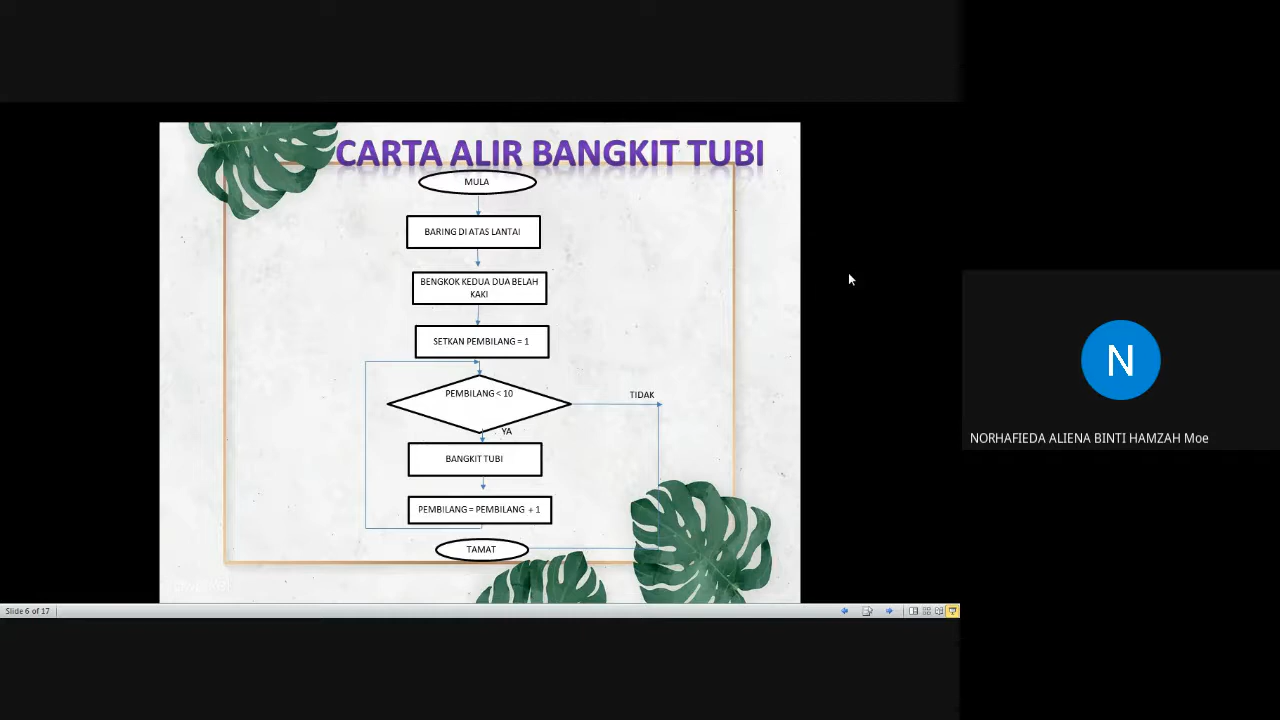 CARTA ALIR BANGKIT TUBI
MULA
BARING DI ATAS LANTAI
BENGKOK KEDUA DUA BELAH
KAKI
SETKAN PEMBILANG = 1
PEMBILANG < 10
TIDAK
YA
BANGKIT TUBI
PEMBILANG = PEMBILANG + 1
TAMAT
Slide 6 of 17
N
NORHAFIEDA ALIENA BINTI HAMZAH Moe